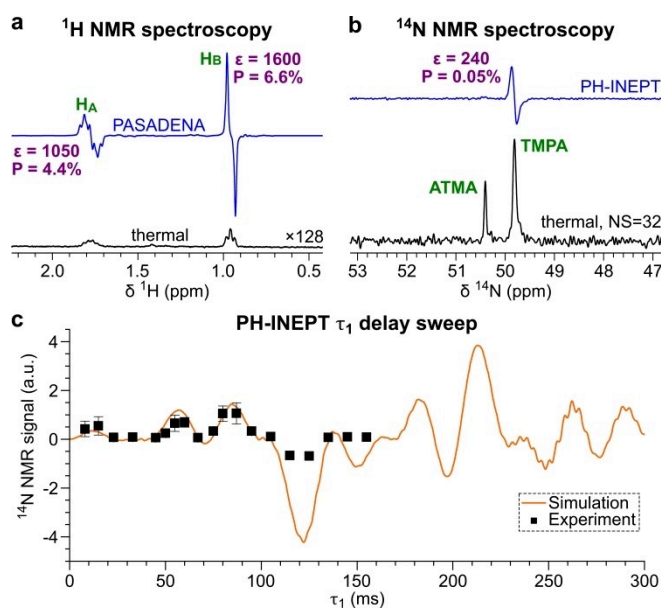 a ¹H NMR spectroscopy
H_A
H_B
ε = 1600
P = 6.6%
PASADENA
ε = 1050
P = 4.4%
thermal
×128
2.0 1.5 1.0 0.5
δ ¹H (ppm)
b ¹⁴N NMR spectroscopy
ε = 240
P = 0.05%
PH-INEPT
TMPA
ATMA
thermal, NS=32
53 52 51 50 49 48 47
δ ¹⁴N (ppm)
c PH-INEPT τ₁ delay sweep
¹⁴N NMR signal (a.u.)
4
2
0
-2
-4
Simulation
Experiment
0 50 100 150 200 250 300
τ₁ (ms)